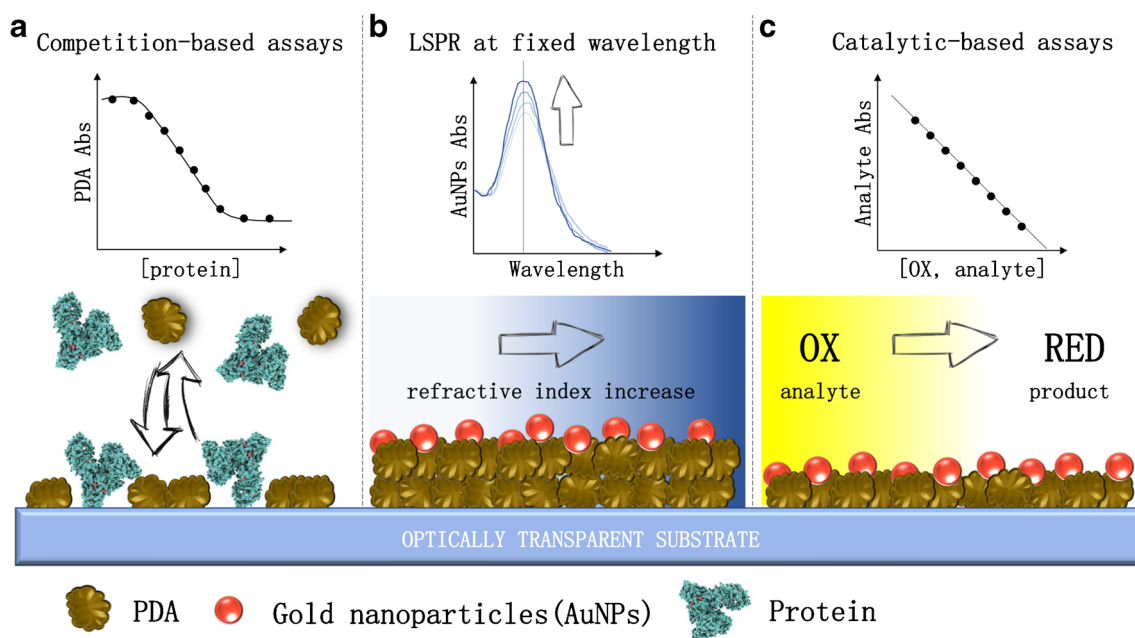 a
Competition-based assays
PDA Abs
[protein]
b
LSPR at fixed wavelength
AuNPs Abs
Wavelength
refractive index increase
c
Catalytic-based assays
Analyte Abs
[OX, analyte]
OX
analyte
RED
product
OPTICALLY TRANSPARENT SUBSTRATE
PDA
Gold nanoparticles(AuNPs)
Protein